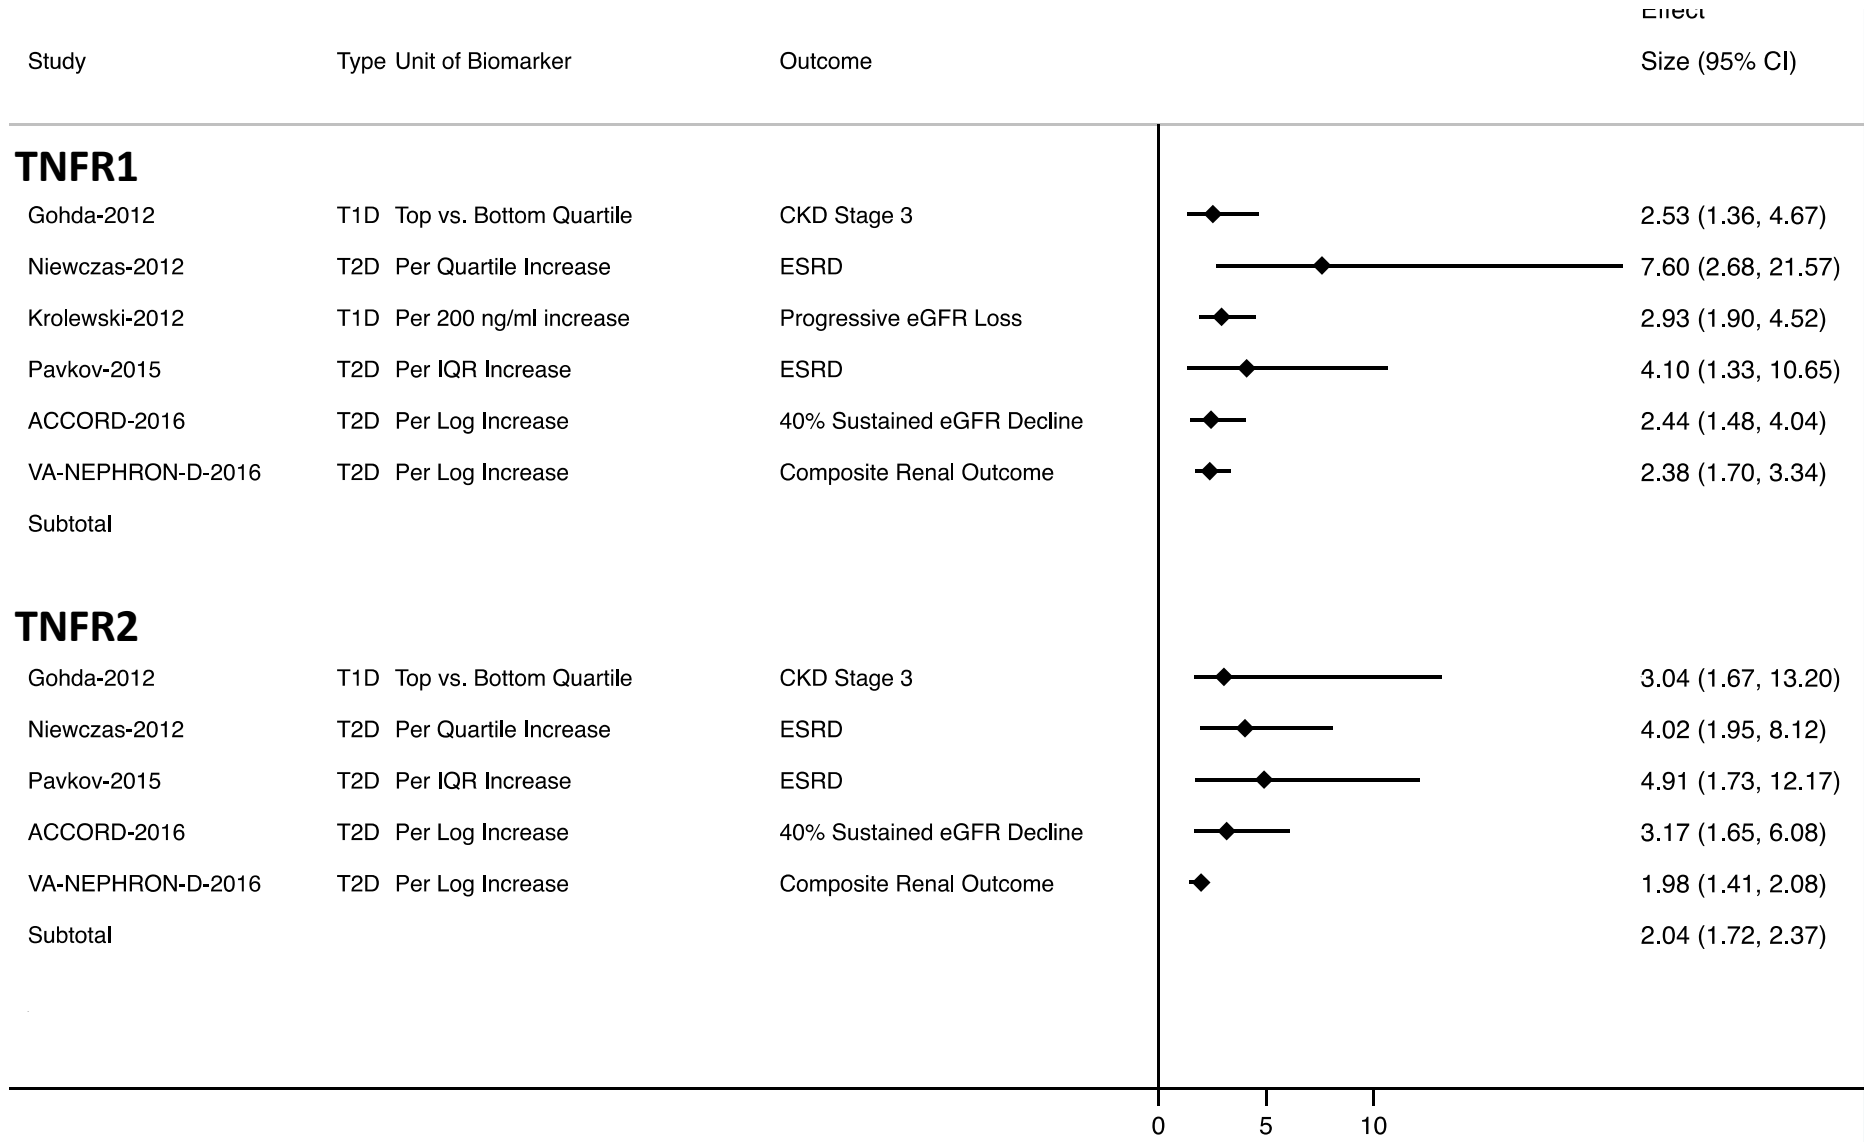 Effect
Study Type Unit of Biomarker Outcome Size (95% CI)
TNFR1
Gohda-2012 T1D Top vs. Bottom Quartile CKD Stage 3 2.53 (1.36, 4.67)
Niewczas-2012 T2D Per Quartile Increase ESRD 7.60 (2.68, 21.57)
Krolewski-2012 T1D Per 200 ng/ml increase Progressive eGFR Loss 2.93 (1.90, 4.52)
Pavkov-2015 T2D Per IQR Increase ESRD 4.10 (1.33, 10.65)
ACCORD-2016 T2D Per Log Increase 40% Sustained eGFR Decline 2.44 (1.48, 4.04)
VA-NEPHRON-D-2016 T2D Per Log Increase Composite Renal Outcome 2.38 (1.70, 3.34)
Subtotal
TNFR2
Gohda-2012 T1D Top vs. Bottom Quartile CKD Stage 3 3.04 (1.67, 13.20)
Niewczas-2012 T2D Per Quartile Increase ESRD 4.02 (1.95, 8.12)
Pavkov-2015 T2D Per IQR Increase ESRD 4.91 (1.73, 12.17)
ACCORD-2016 T2D Per Log Increase 40% Sustained eGFR Decline 3.17 (1.65, 6.08)
VA-NEPHRON-D-2016 T2D Per Log Increase Composite Renal Outcome 1.98 (1.41, 2.08)
Subtotal 2.04 (1.72, 2.37)
0 5 10